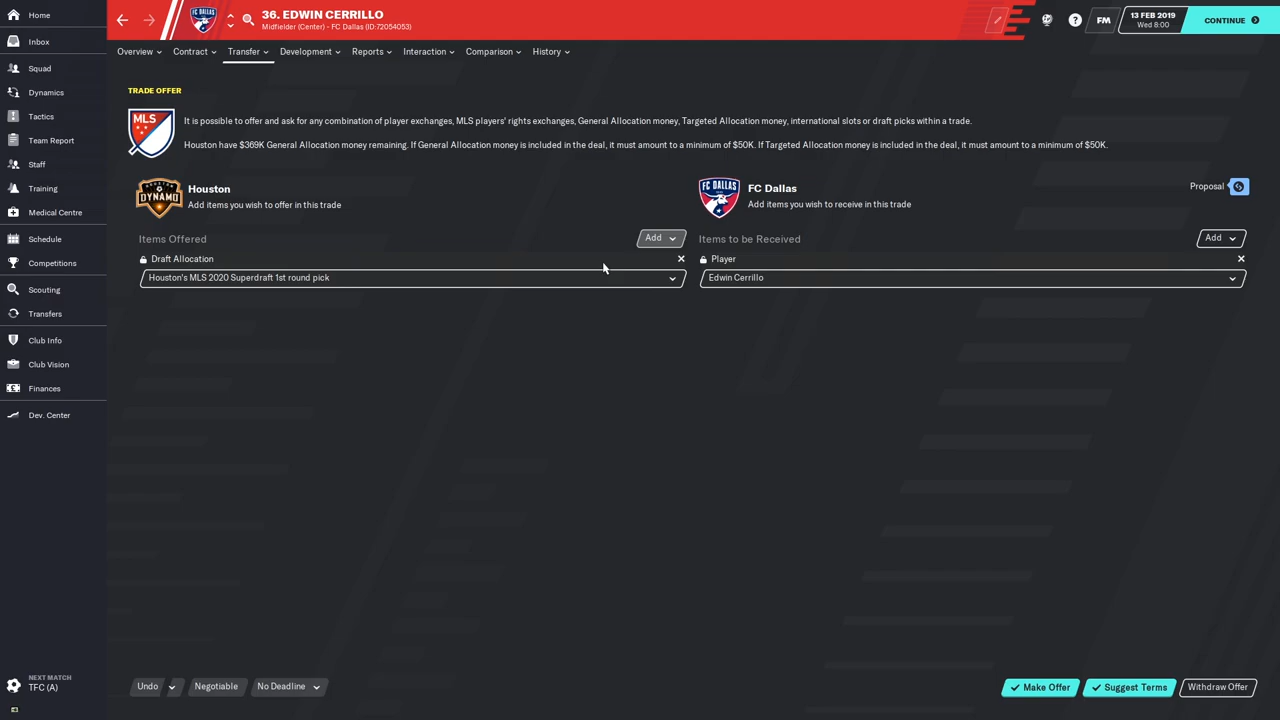 Home
Inbox
Squad
Dynamics
Tactics
Team Report
Staff
Training
Medical Centre
Schedule
Competitions
Scouting
Transfers
Club Info
Club Vision
Finances
Dev. Center
NEXT MATCH
TFC (A)
36. EDWIN CERRILLO
Midfielder (Center) - FC Dallas (ID:72054053)
FM
13 FEB 2019
Wed 8:00
CONTINUE
Overview Contract Transfer Development Reports Interaction Comparison History
TRADE OFFER
MLS
It is possible to offer and ask for any combination of player exchanges, MLS players' rights exchanges, General Allocation money, Targeted Allocation money, international slots or draft picks within a trade.
Houston have $369K General Allocation money remaining. If General Allocation money is included in the deal, it must amount to a minimum of $50K. If Targeted Allocation money is included in the deal, it must amount to a minimum of $50K.
HOUSTON
DYNAMO
Houston
Add items you wish to offer in this trade
Items Offered
Add
Draft Allocation
Houston's MLS 2020 Superdraft 1st round pick
FC DALLAS
FC Dallas
Add items you wish to receive in this trade
Proposal
Items to be Received
Add
Player
Edwin Cerrillo
Undo
Negotiable
No Deadline
Make Offer
Suggest Terms
Withdraw Offer